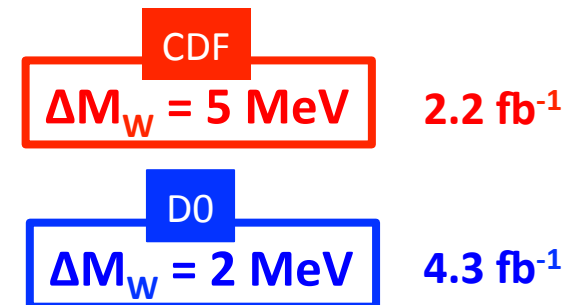 CDF
ΔM_W = 5 MeV 2.2 fb⁻¹
D0
ΔM_W = 2 MeV 4.3 fb⁻¹